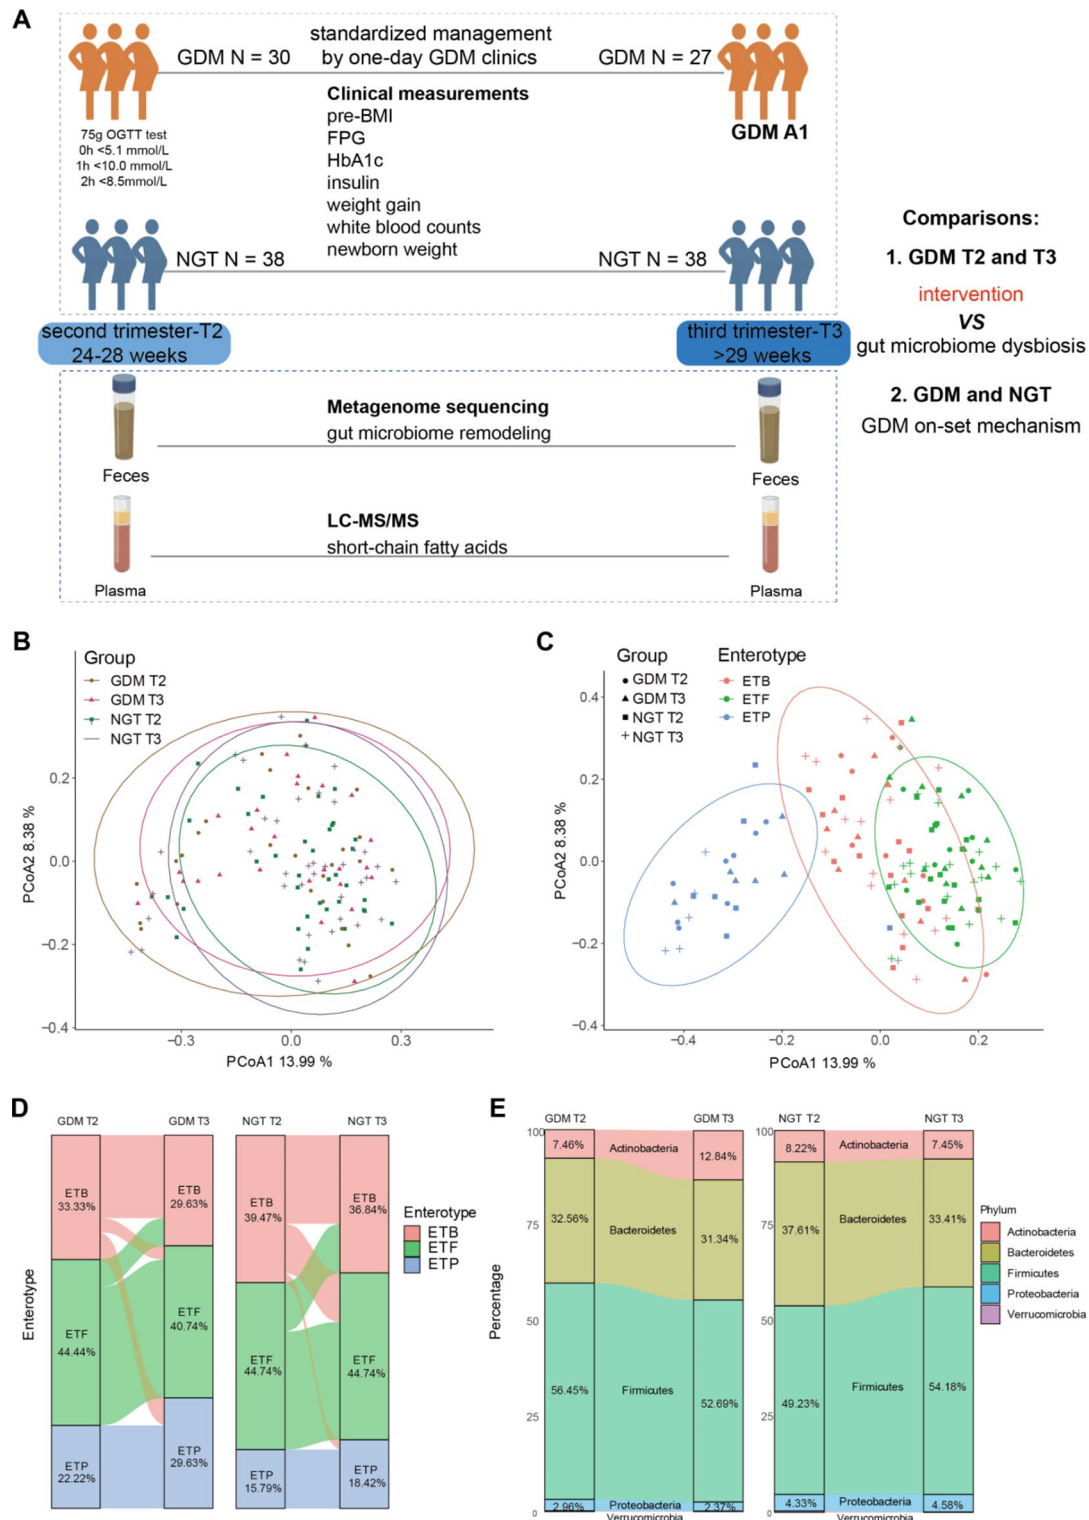 A
GDM N = 30
standardized management
by one-day GDM clinics
GDM N = 27
75g OGTT test
0h <5.1 mmol/L
1h <10.0 mmol/L
2h <8.5mmol/L
Clinical measurements
pre-BMI
FPG
HbA1c
insulin
weight gain
white blood counts
newborn weight
GDM A1
NGT N = 38
NGT N = 38
second trimester-T2
24-28 weeks
third trimester-T3
>29 weeks
Comparisons:
1. GDM T2 and T3
intervention
VS
gut microbiome dysbiosis
2. GDM and NGT
GDM on-set mechanism
Metagenome sequencing
gut microbiome remodeling
Feces
Feces
LC-MS/MS
short-chain fatty acids
Plasma
Plasma
B
Group
GDM T2
GDM T3
NGT T2
NGT T3
PCoA2 8.38 %
0.2
0.0
−0.2
−0.4
−0.3
0.0
0.3
PCoA1 13.99 %
C
Group
GDM T2
GDM T3
NGT T2
NGT T3
Enterotype
ETB
ETF
ETP
PCoA2 8.38 %
0.4
0.2
0.0
−0.2
−0.4
−0.4
−0.2
0.0
0.2
PCoA1 13.99 %
D
GDM T2
GDM T3
NGT T2
NGT T3
Enterotype
ETB
33.33%
ETF
44.44%
ETP
22.22%
ETB
29.63%
ETF
40.74%
ETP
29.63%
ETB
39.47%
ETF
44.74%
ETP
15.79%
ETB
36.84%
ETF
44.74%
ETP
18.42%
Enterotype
ETB
ETF
ETP
E
GDM T2
GDM T3
NGT T2
NGT T3
Percentage
100
75
50
25
0
7.46%
Actinobacteria
12.84%
32.56%
Bacteroidetes
31.34%
56.45%
Firmicutes
52.69%
2.96%
Proteobacteria
2.37%
Verrucomicrobia
100
75
50
25
0
8.22%
Actinobacteria
7.45%
37.61%
Bacteroidetes
33.41%
49.23%
Firmicutes
54.18%
4.33%
Proteobacteria
4.58%
Verrucomicrobia
Phylum
Actinobacteria
Bacteroidetes
Firmicutes
Proteobacteria
Verrucomicrobia